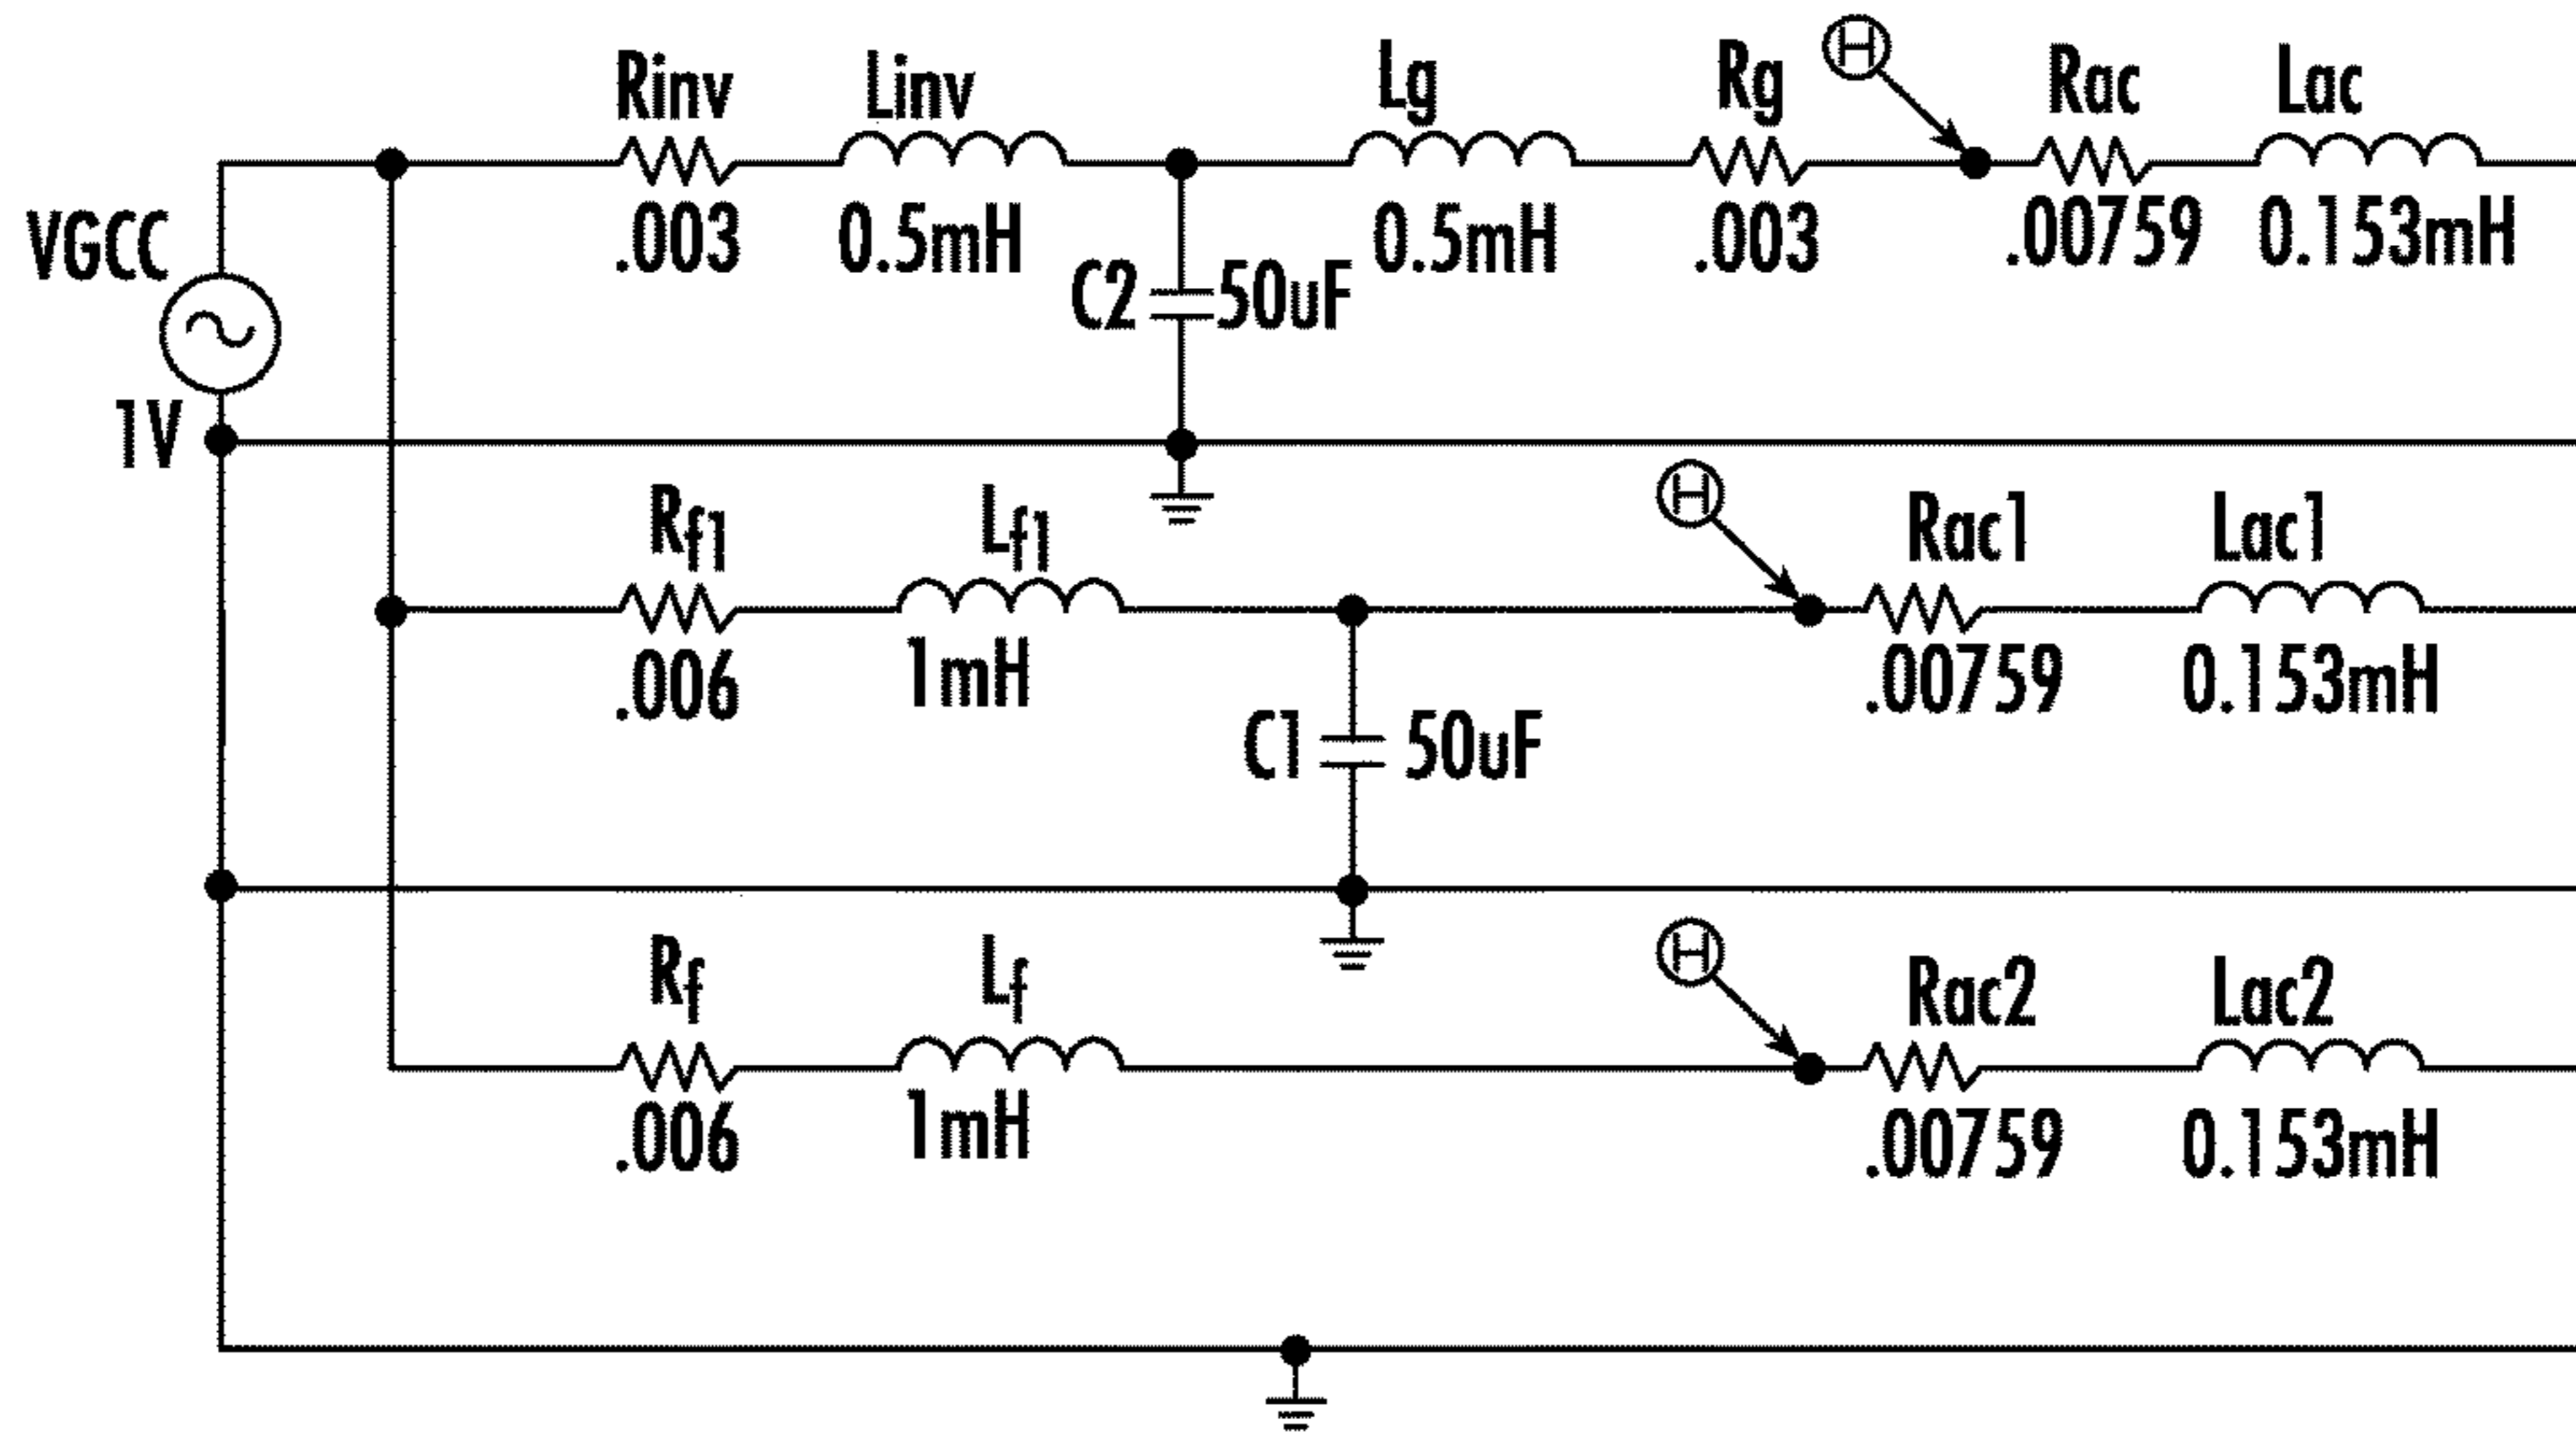 Rinv Linv Lg Rg H Rac Lac
.003 0.5mH 0.5mH .003 .00759 0.153mH
VGCC
C2 50uF
1V
Rf1 Lf1 H Rac1 Lac1
.006 1mH .00759 0.153mH
C1 50uF
Rf Lf H Rac2 Lac2
.006 1mH .00759 0.153mH